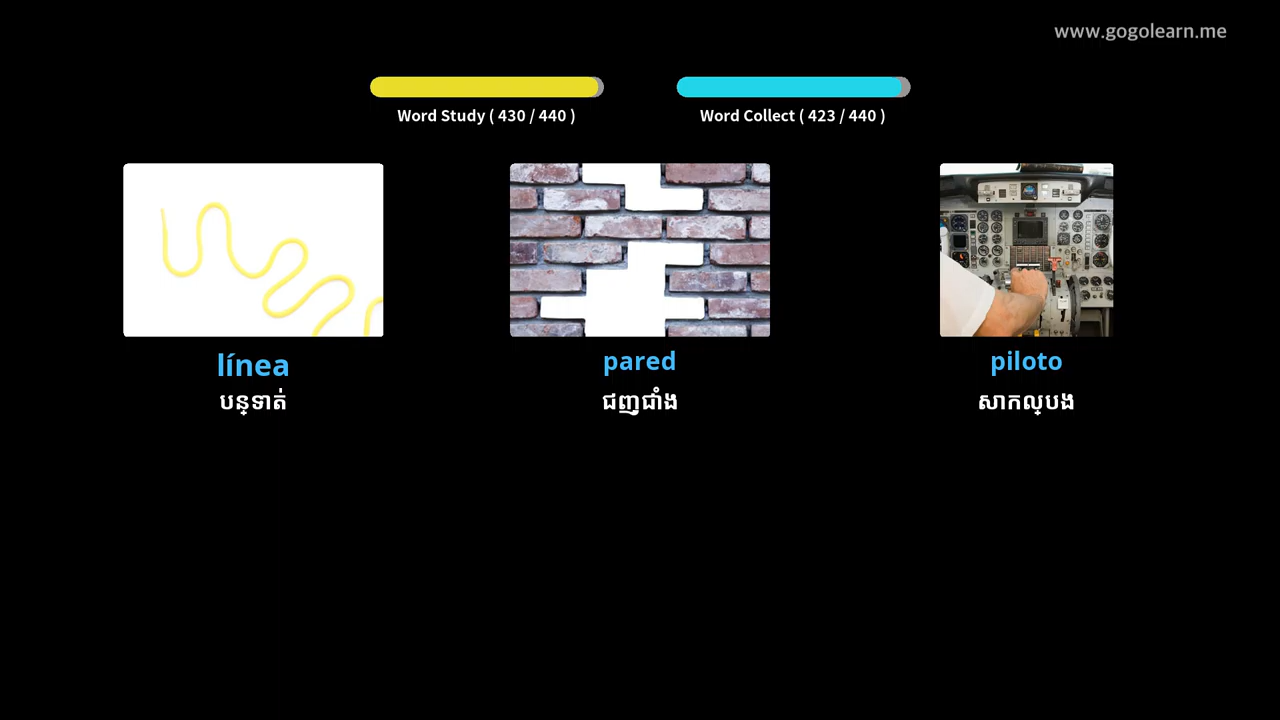 www.gogolearn.me
Word Study ( 430 / 440 )
Word Collect ( 423 / 440 )
línea
pared
piloto
បន្ទាត់
ជញ្ជាំង
សាកល្បង